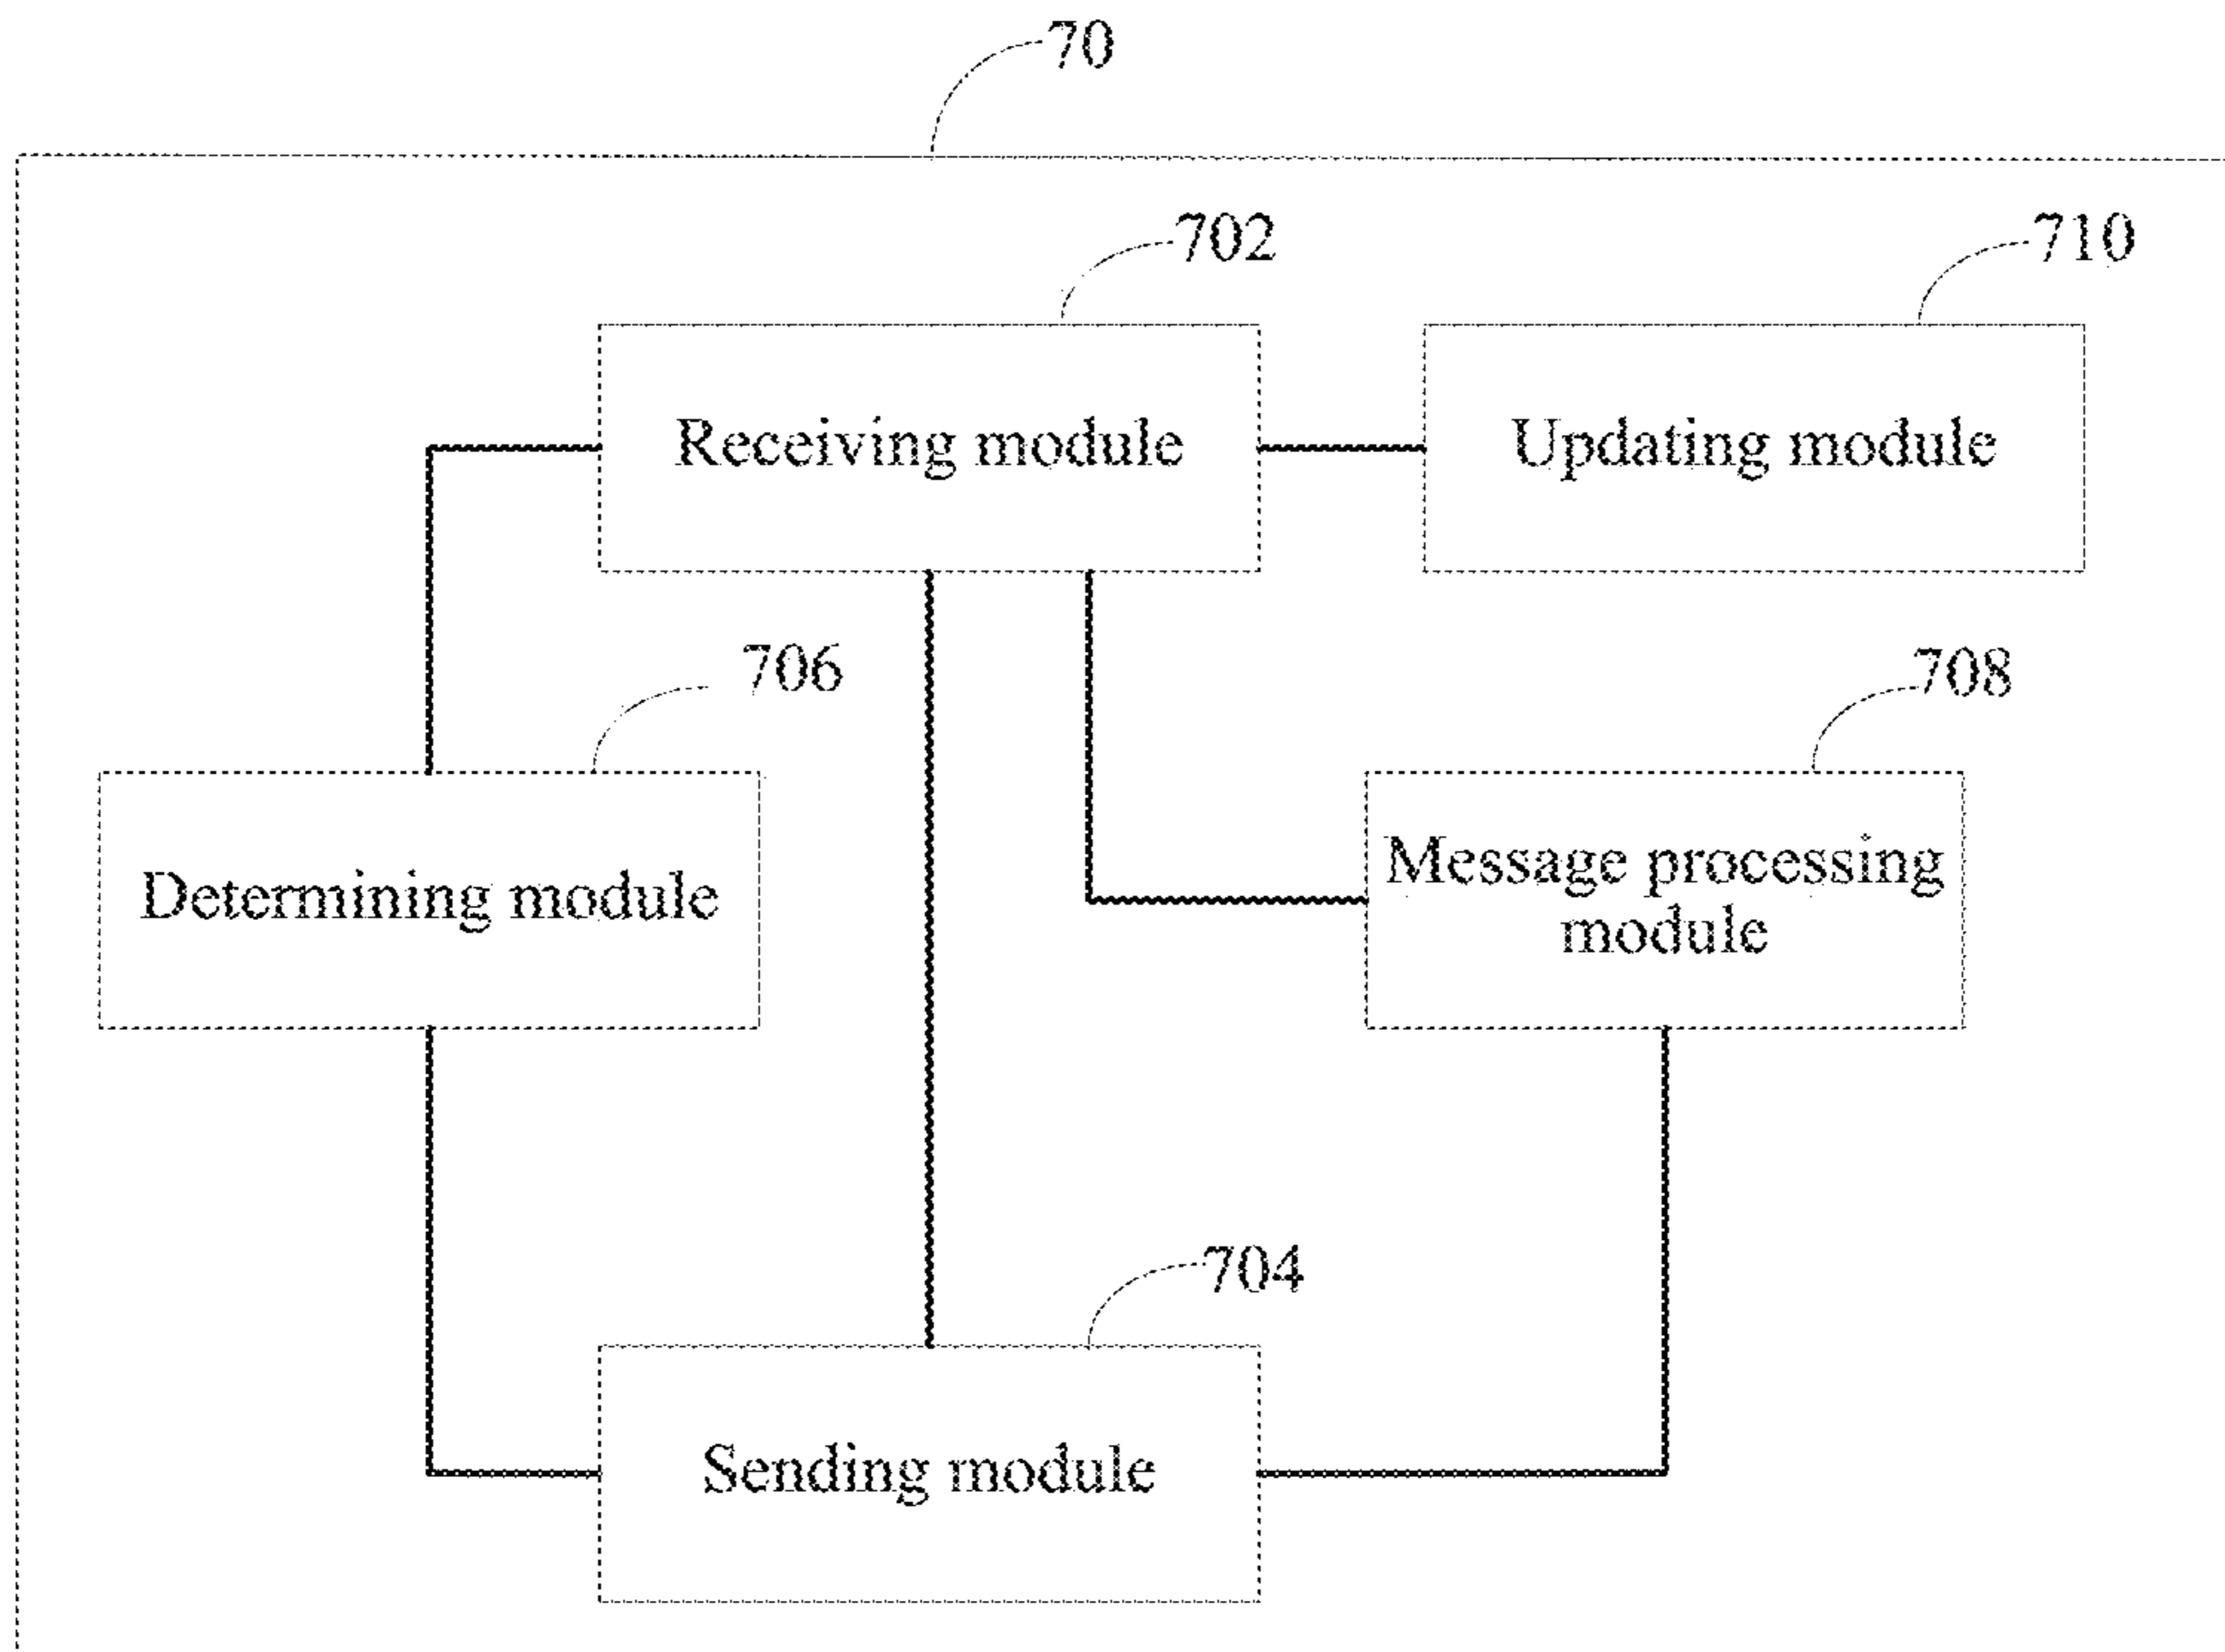 70
702
710
Receiving module
Updating module
706
708
Determining module
Message processing
module
704
Sending module